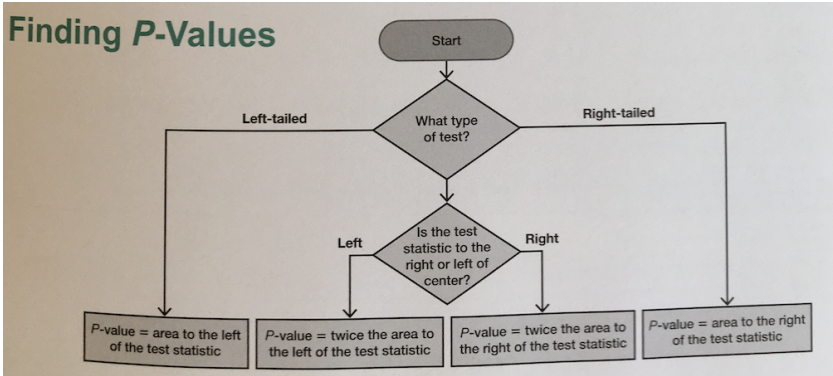 Finding P-Values
Start
What type
of test?
Left-tailed
Right-tailed
Is the test
statistic to the
right or left of
center?
Left
Right
P-value = area to the left
of the test statistic
P-value = twice the area to
the left of the test statistic
P-value = twice the area to
the right of the test statistic
P-value = area to the right
of the test statistic